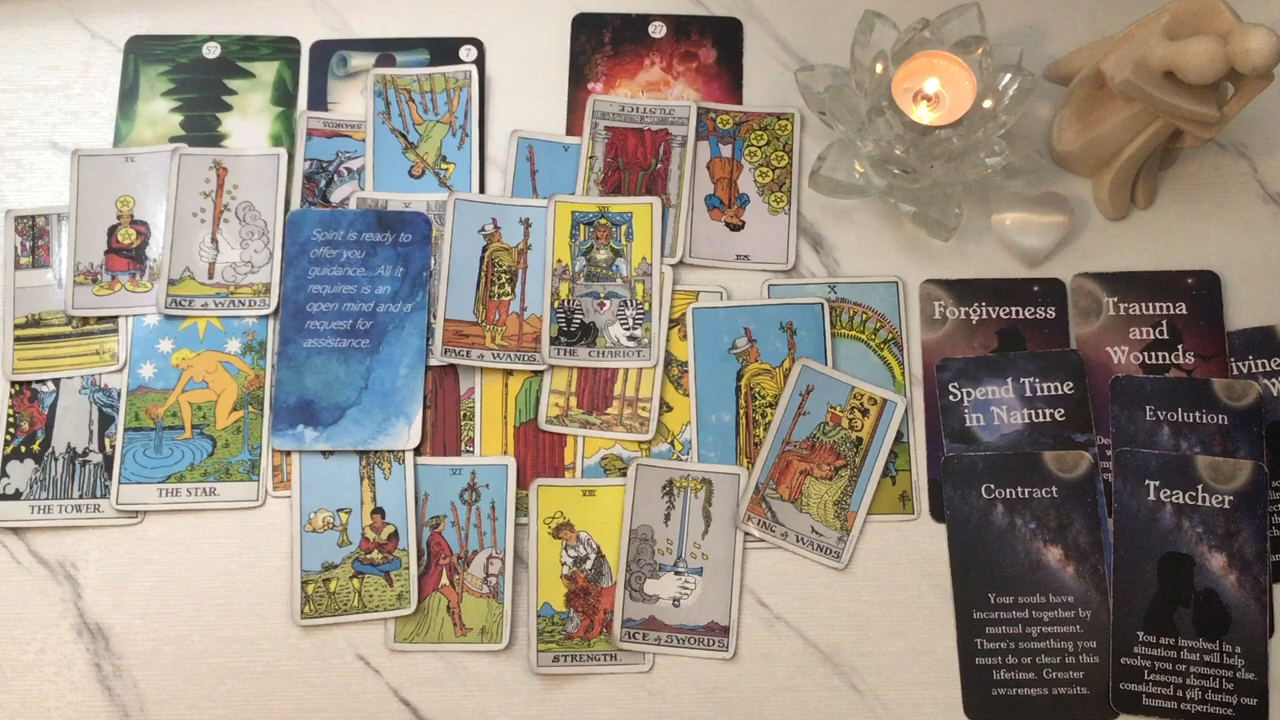 57
7
27
SWORDS.
JUSTICE.
V
VII
IV
ACE of WANDS.
Spirit is ready to
offer you
guidance. All it
requires is an
open mind and a
request for
assistance.
PAGE of WANDS.
VII
THE CHARIOT.
X
KING of WANDS
THE TOWER.
THE STAR.
VI
VIII
STRENGTH.
ACE of SWORDS.
Forgiveness
Trauma
and
Wounds
Spend Time
in Nature
Evolution
Contract
Your souls have
incarnated together by
mutual agreement.
There's something you
must do or clear in this
lifetime. Greater
awareness awaits.
Teacher
You are involved in a
situation that will help
evolve you or someone else.
Lessons should be
considered a gift during our
human experience.